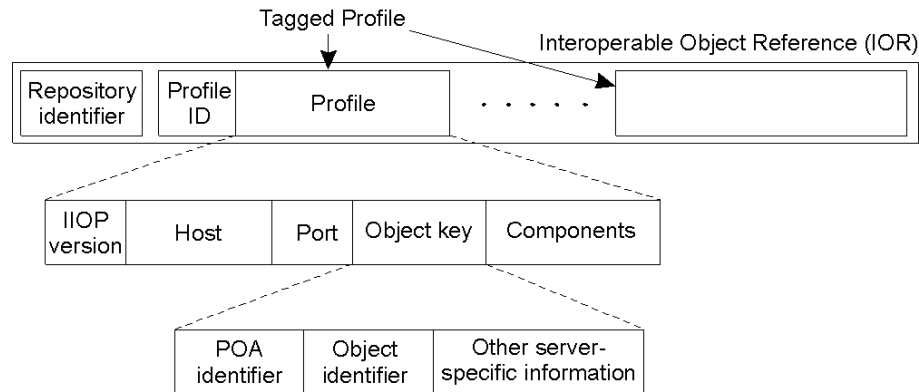 Tagged Profile
Interoperable Object Reference (IOR)
Repository
identifier
Profile
ID
Profile
IIOP
version
Host
Port
Object key
Components
POA
identifier
Object
identifier
Other server-
specific information